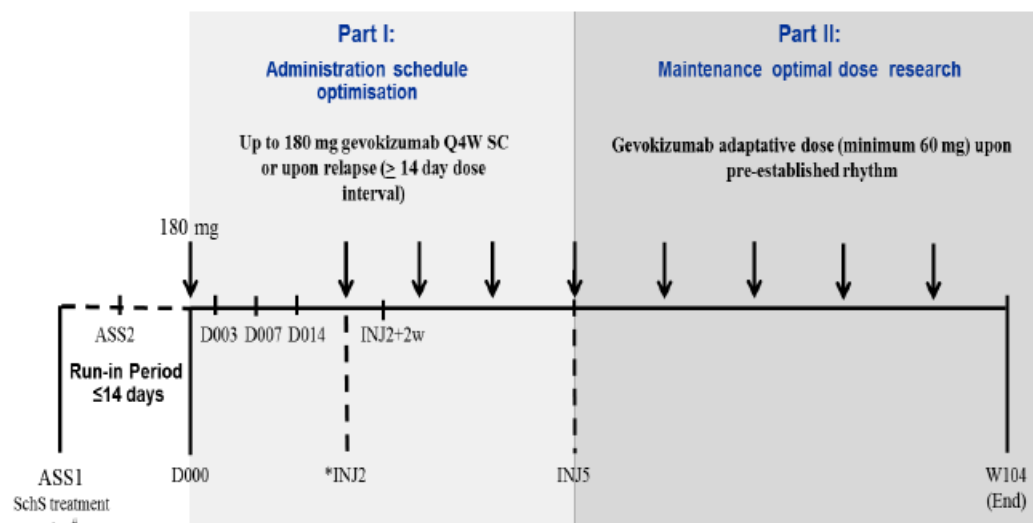 Part I:
Administration schedule
optimisation
Part II:
Maintenance optimal dose research
Up to 180 mg gevokizumab Q4W SC
or upon relapse (≥ 14 day dose
interval)
Gevokizumab adaptative dose (minimum 60 mg) upon
pre-established rhythm
180 mg
ASS2
D003 D007 D014
INJ2+2w
Run-in Period
≤14 days
ASS1
SchS treatment
D000
*INJ2
INJ5
W104
(End)